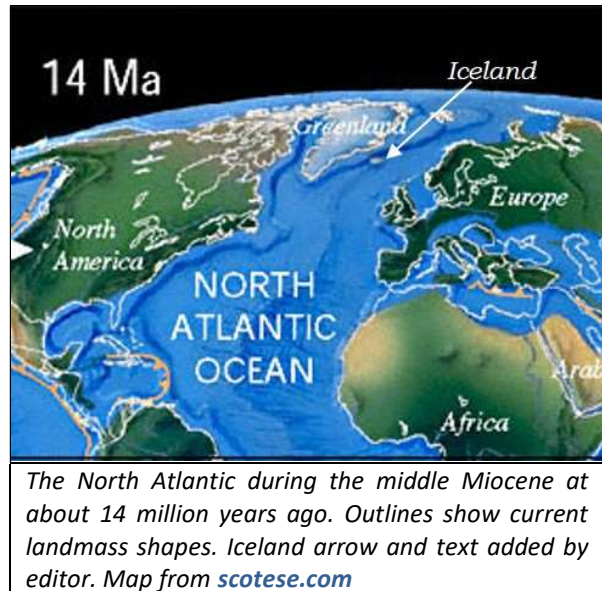 14 Ma
Iceland
Greenland
Europe
North
America
NORTH
ATLANTIC
OCEAN
Arab
Africa
The North Atlantic during the middle Miocene at
about 14 million years ago. Outlines show current
landmass shapes. Iceland arrow and text added by
editor. Map from scotese.com